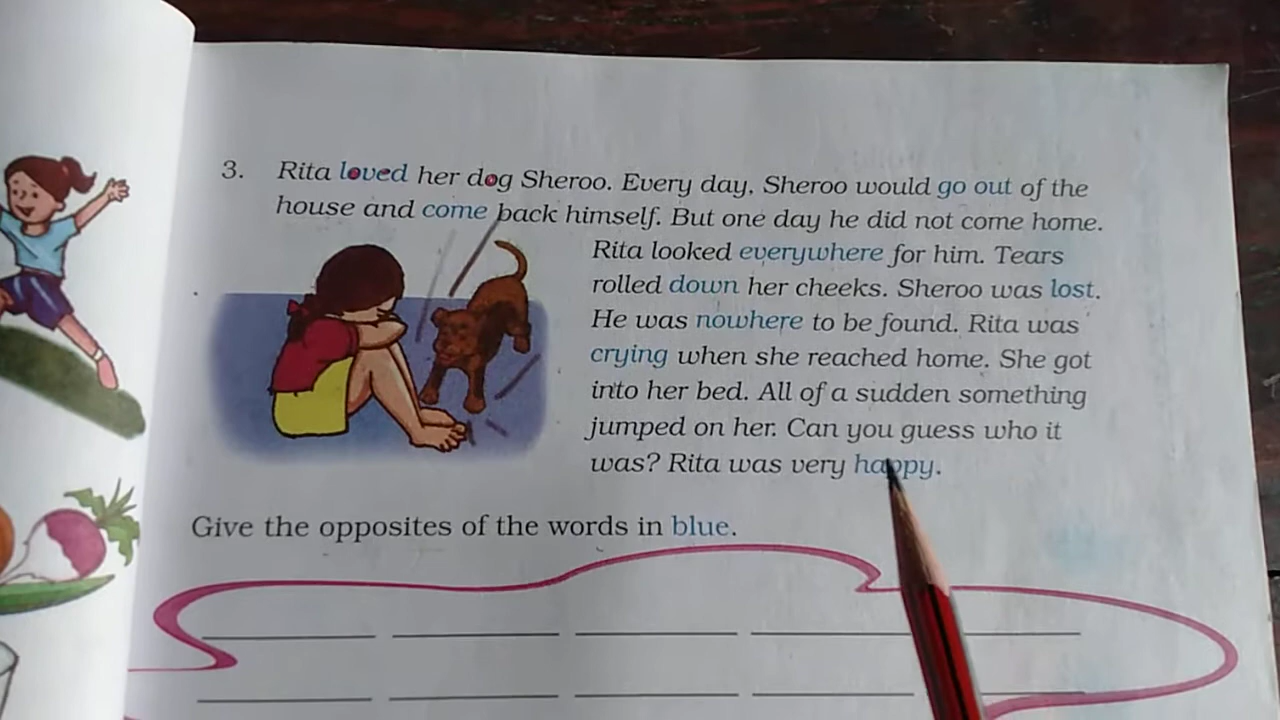 3. Rita loved her dog Sheroo. Every day, Sheroo would go out of the
house and come back himself. But one day he did not come home.
Rita looked everywhere for him. Tears
rolled down her cheeks. Sheroo was lost.
He was nowhere to be found. Rita was
crying when she reached home. She got
into her bed. All of a sudden something
jumped on her. Can you guess who it
was? Rita was very happy.
Give the opposites of the words in blue.